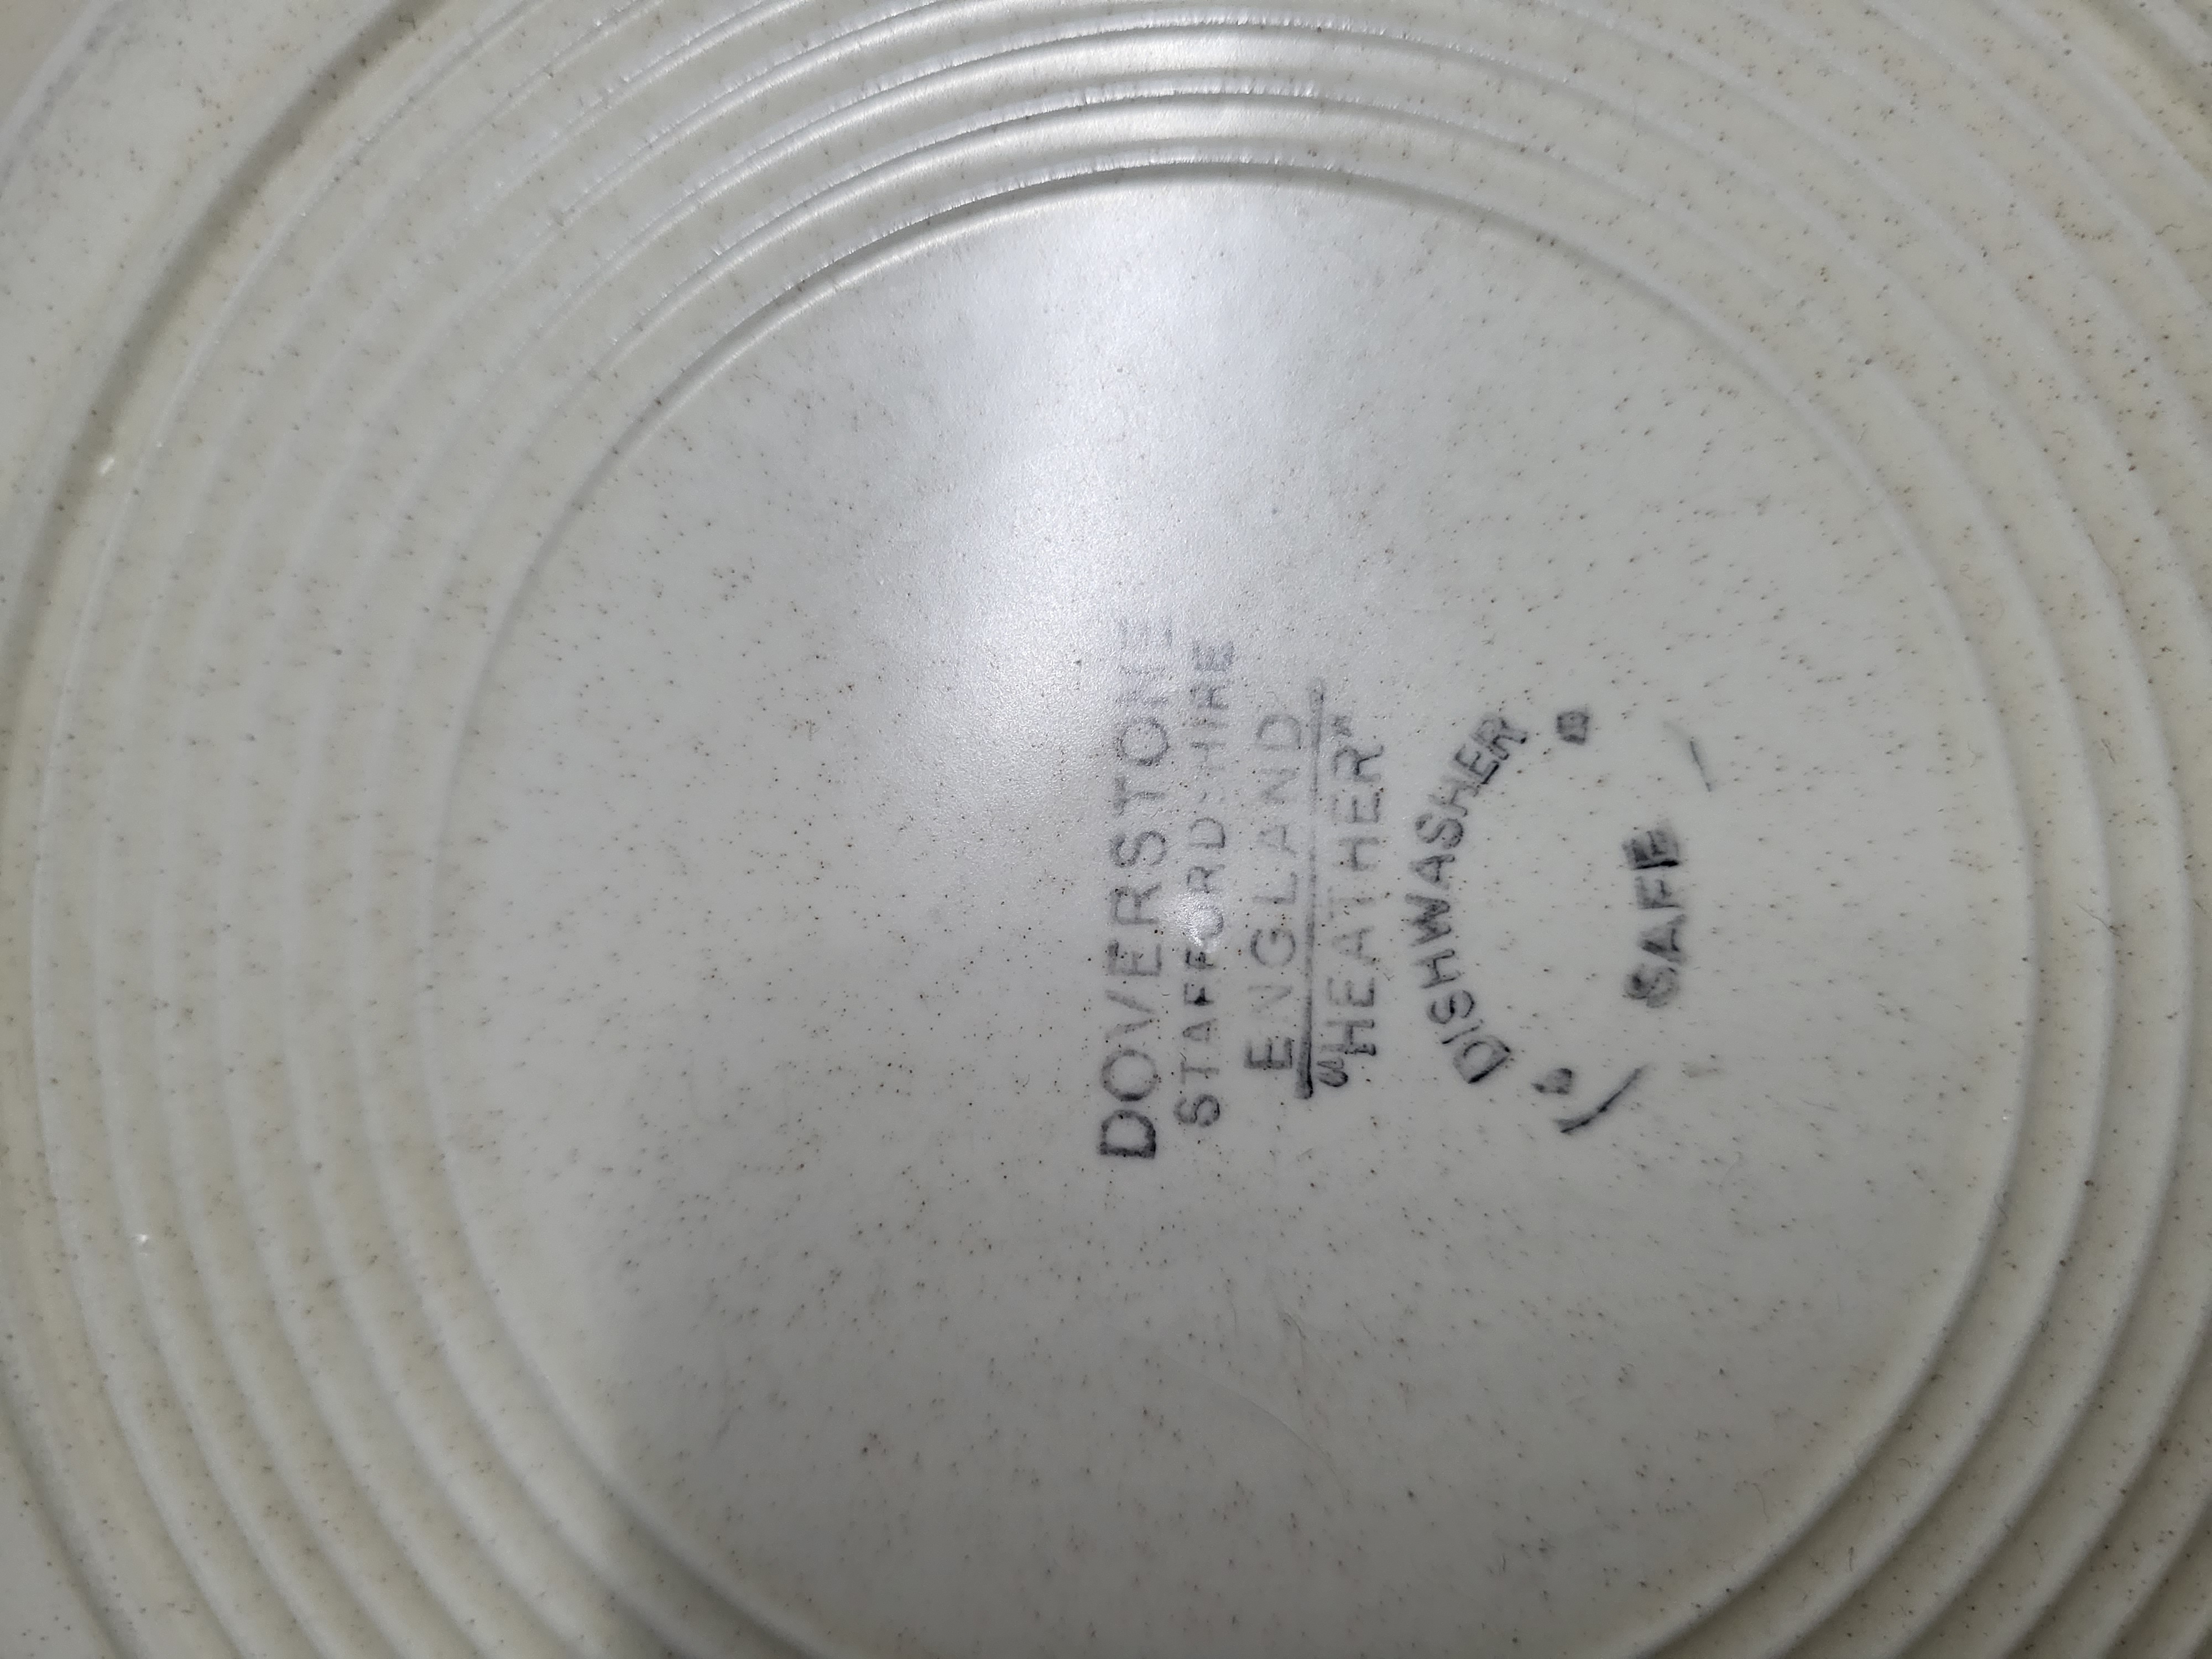 DOVERSTONE
STAFFORDSHIRE
ENGLAND
"HEATHER"
DISHWASHER
SAFE